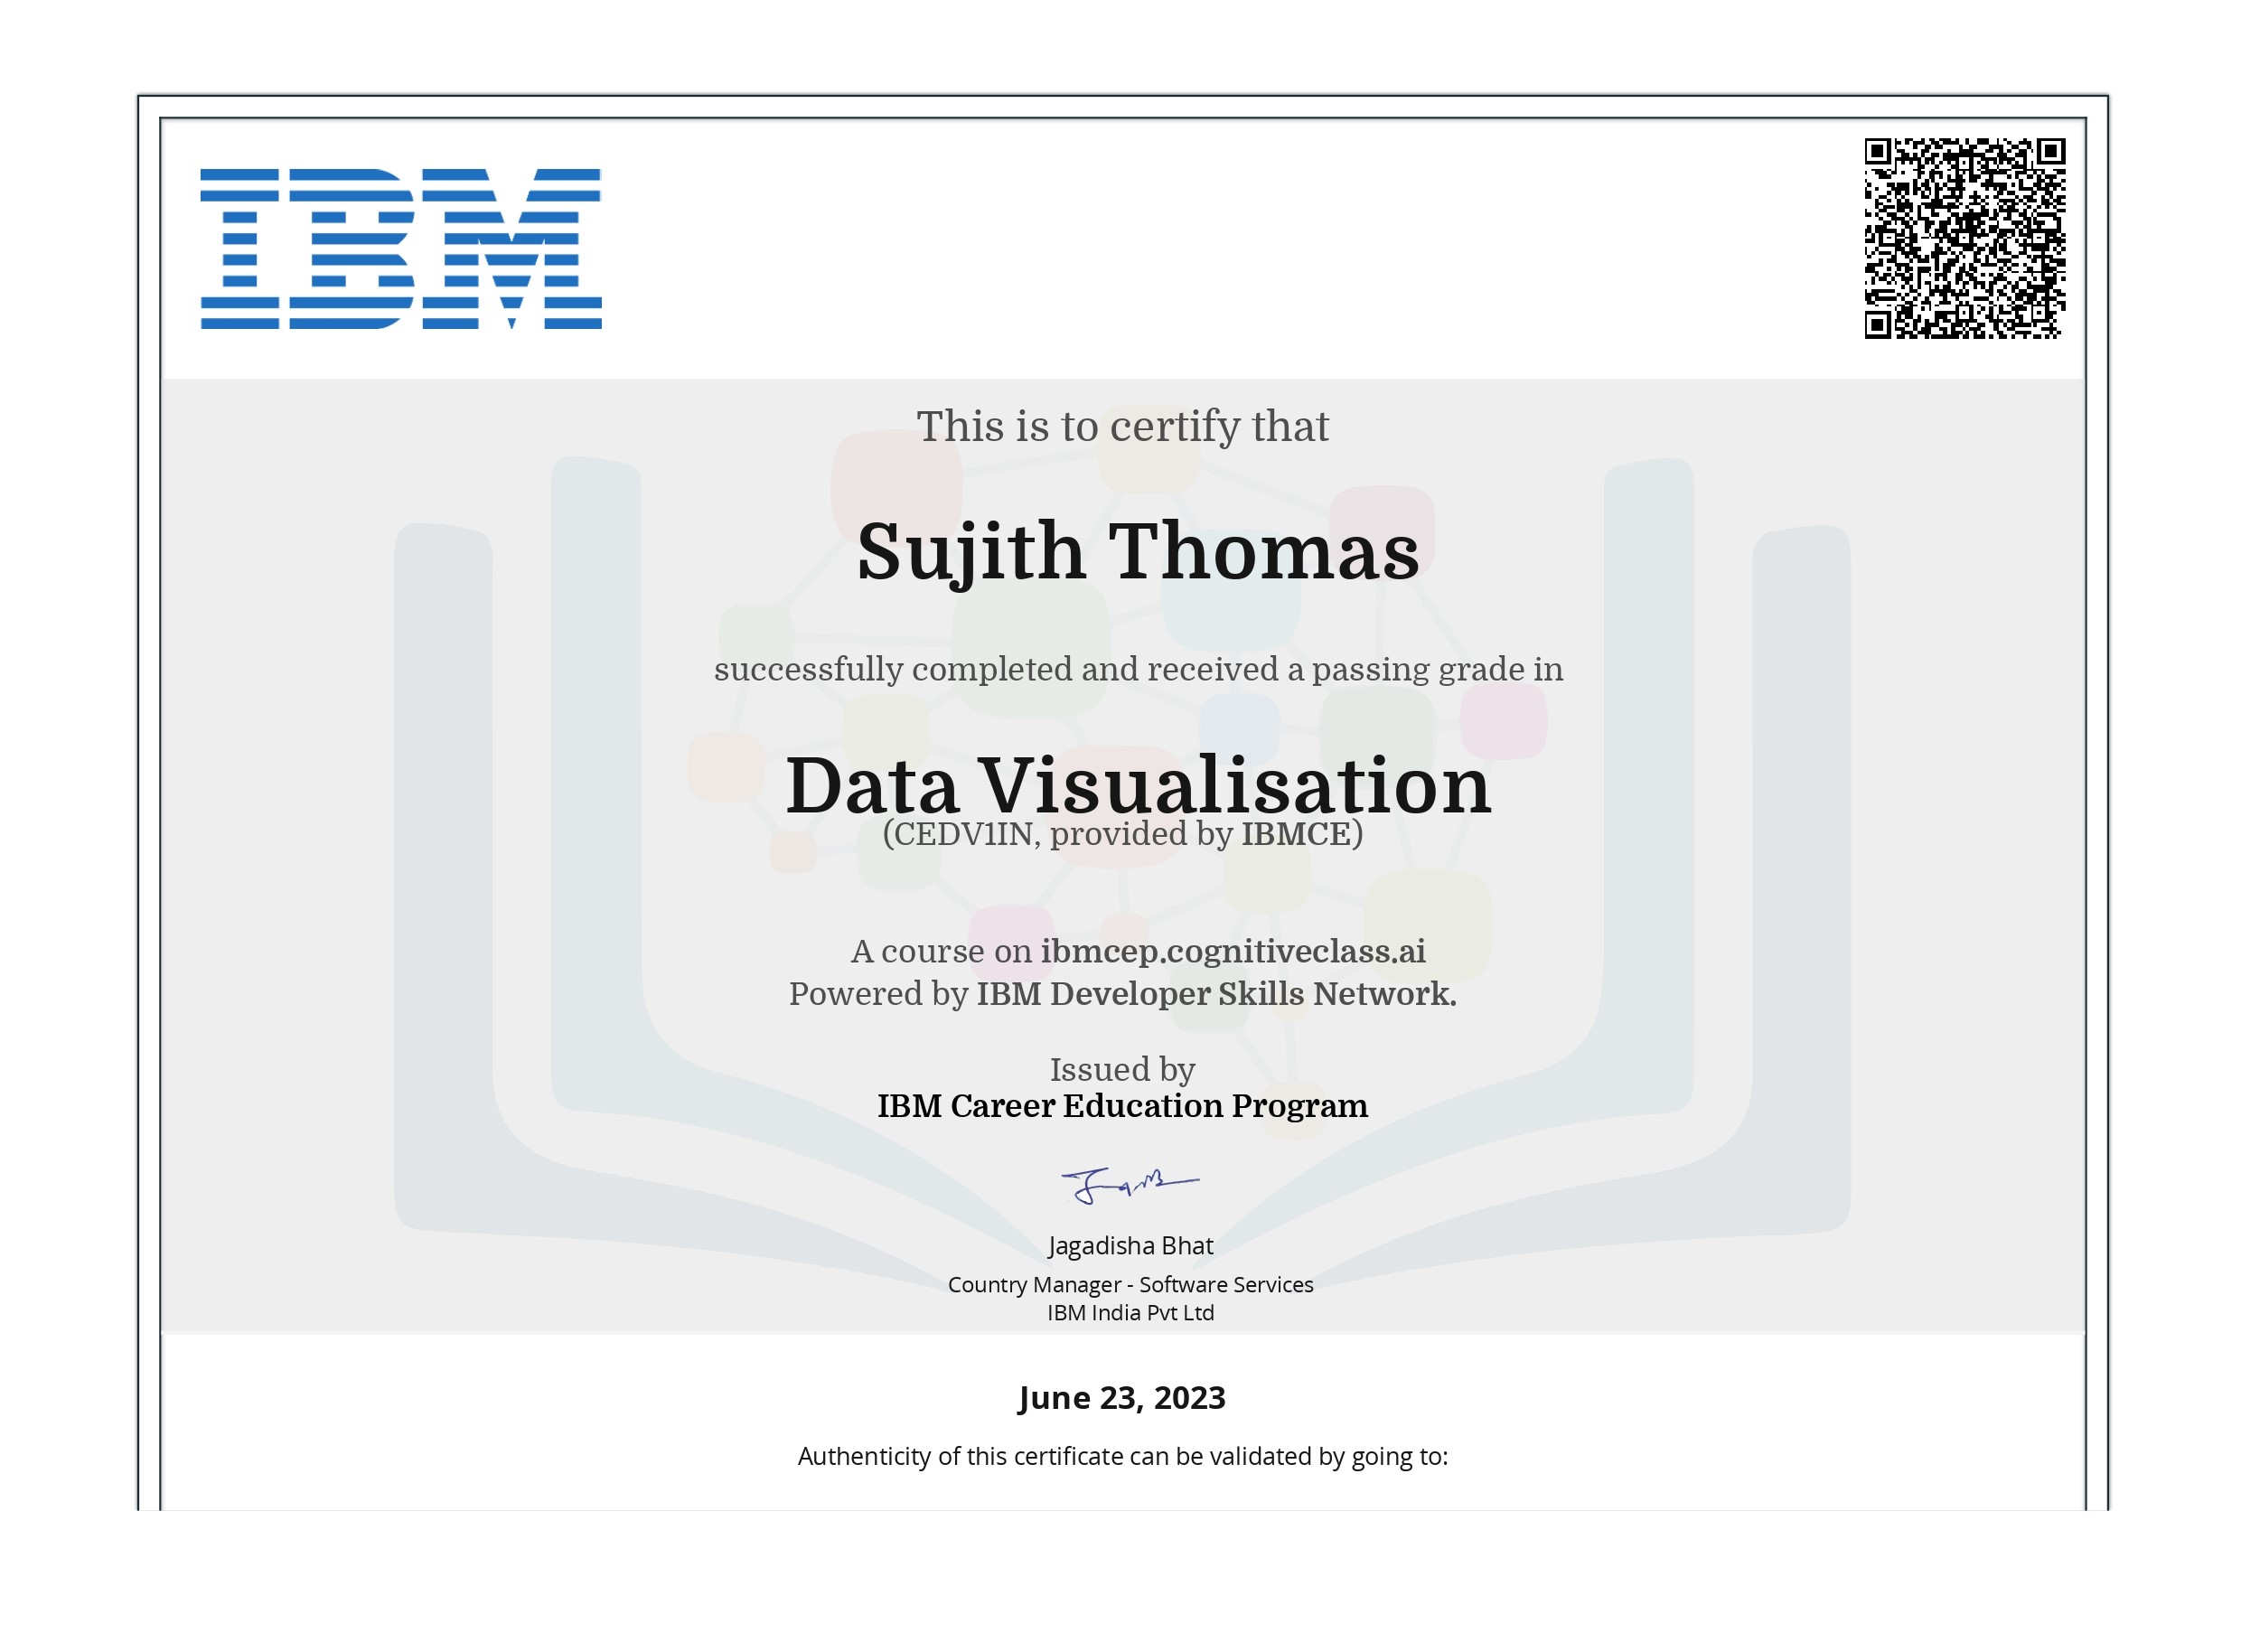 IBM
This is to certify that
Sujith Thomas
successfully completed and received a passing grade in
Data Visualisation
(CEDV1IN, provided by IBMCE)
A course on ibmcep.cognitiveclass.ai
Powered by IBM Developer Skills Network.
Issued by
IBM Career Education Program
Jagadisha Bhat
Country Manager - Software Services
IBM India Pvt Ltd
June 23, 2023
Authenticity of this certificate can be validated by going to: